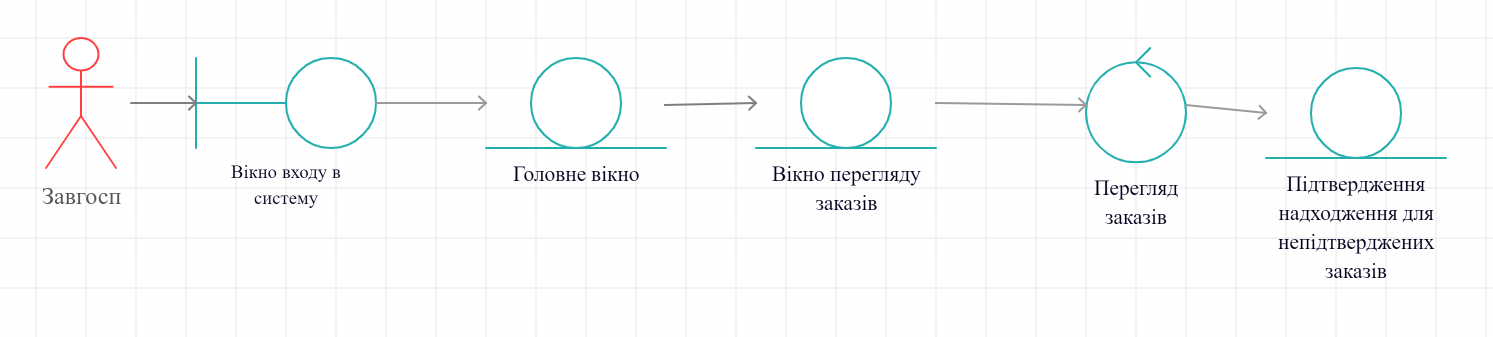 Завгосп
Вікно входу в
систему
Головне вікно
Вікно перегляду
заказів
Перегляд
заказів
Підтвердження
надходження для
непідтверджених
заказів